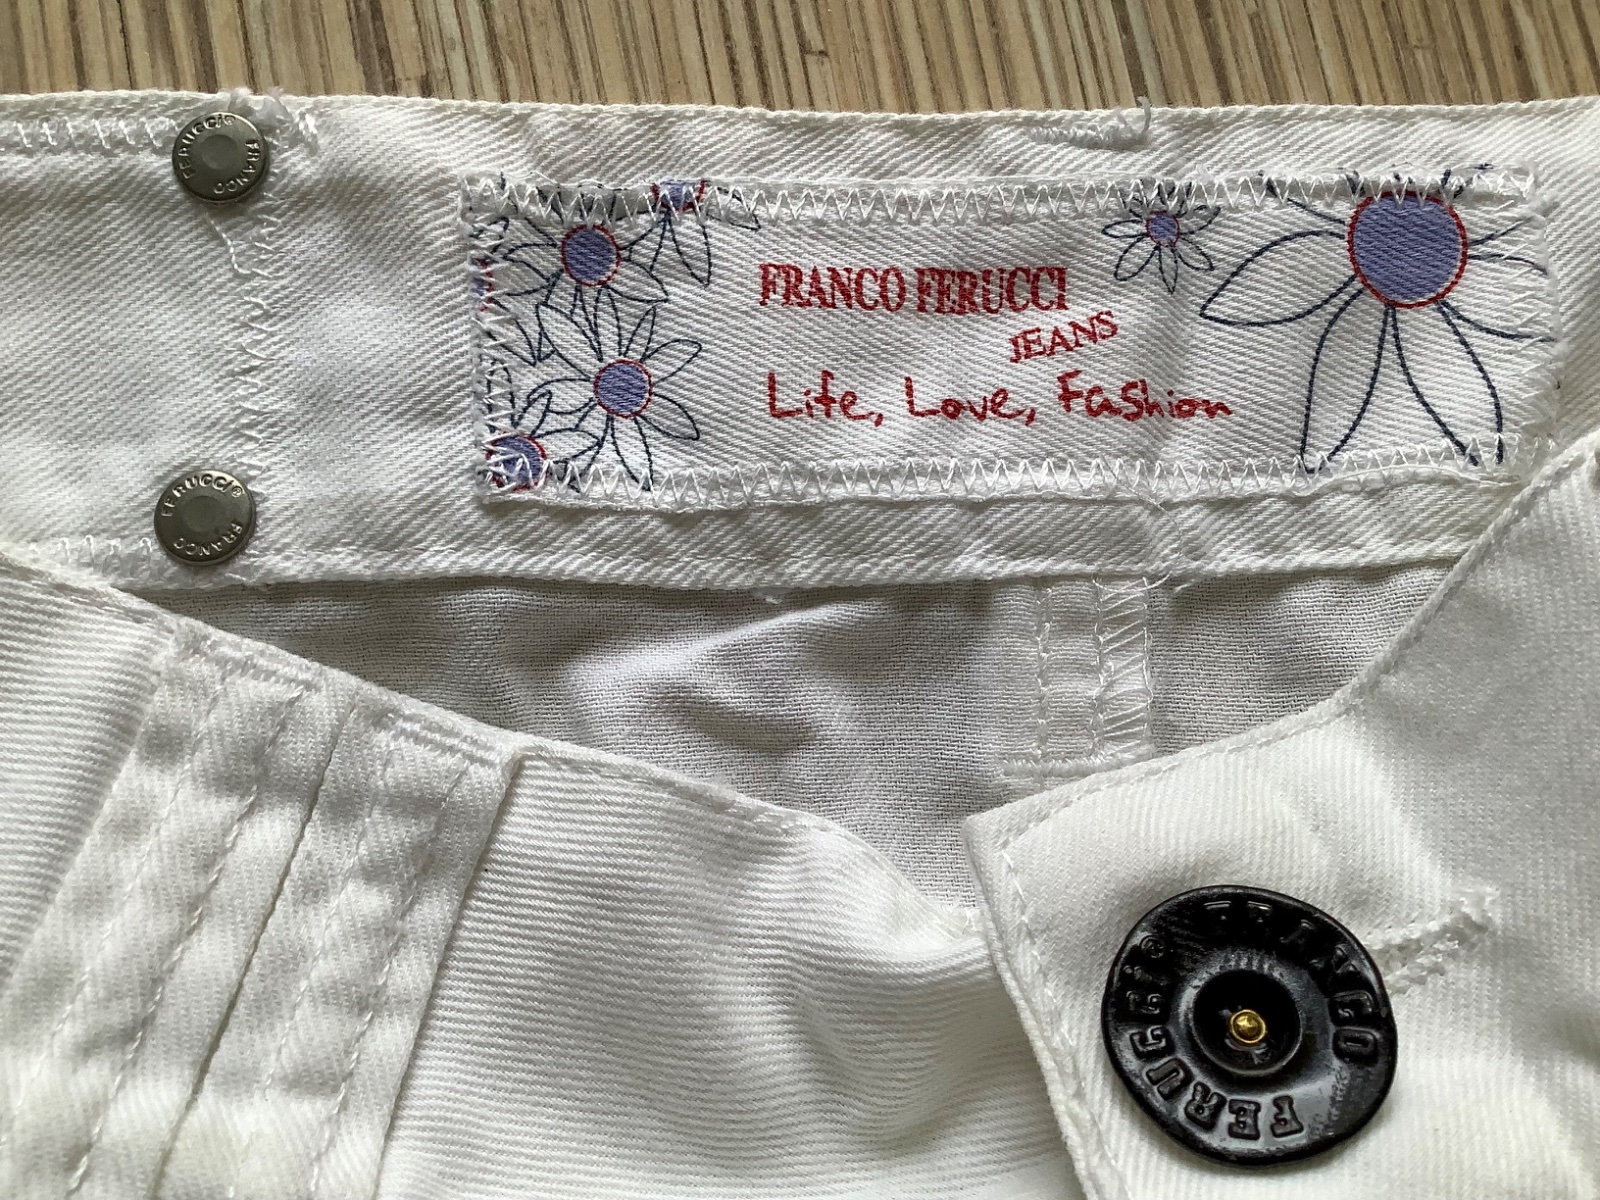 FERUCCI® FRANCO
FERUCCI® FRANCO
FRANCO FERUCCI
JEANS
Life, Love, Fashion
FRANCO FERUCCI®